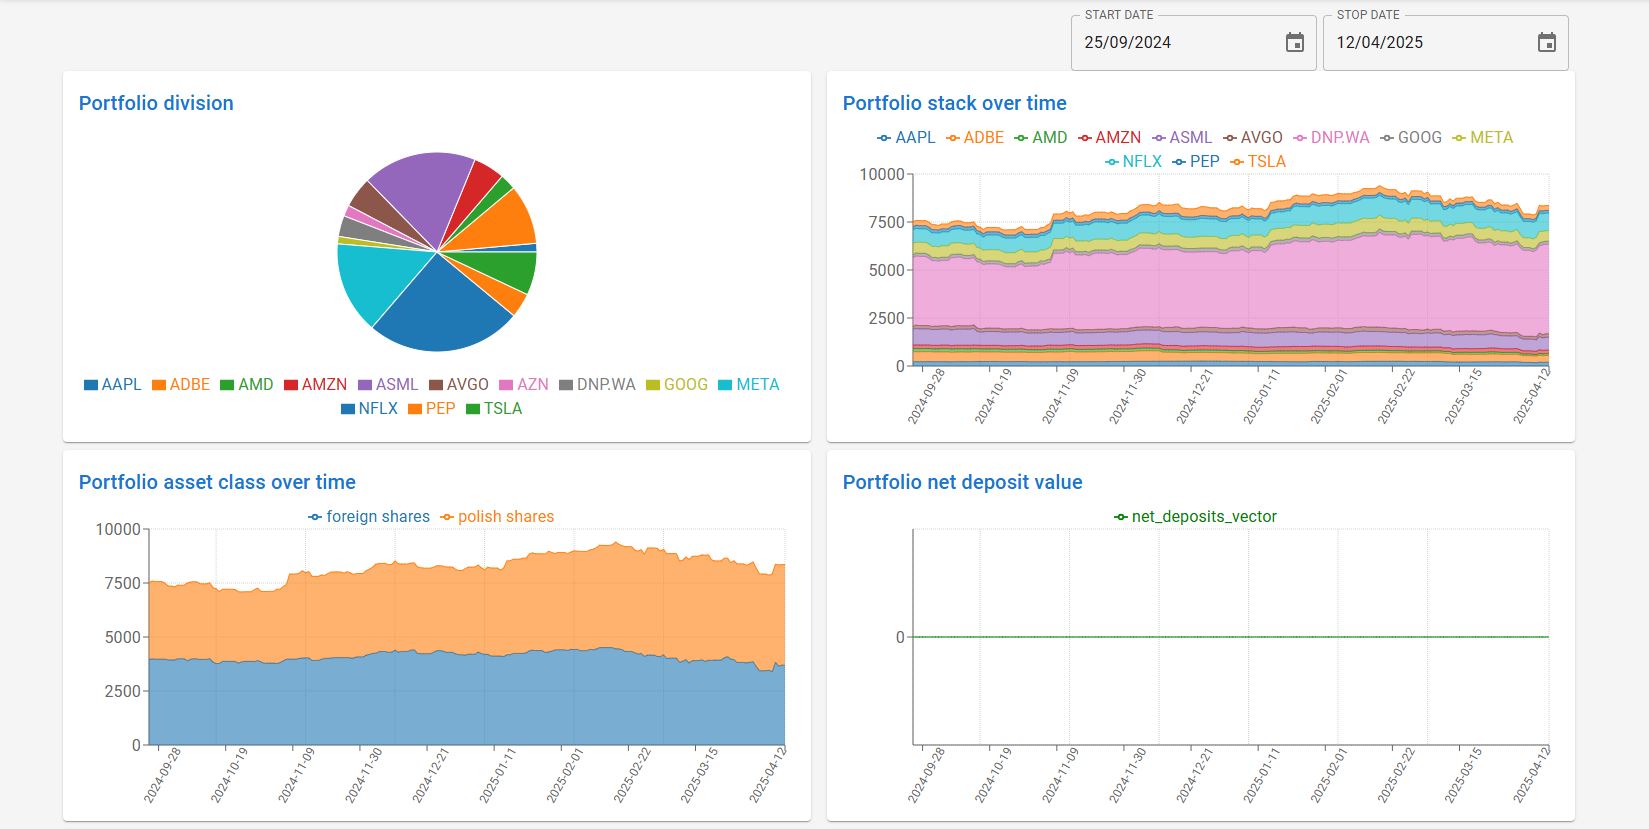 START DATE
25/09/2024
STOP DATE
12/04/2025
Portfolio division
AAPL ADBE AMD AMZN ASML AVGO AZN DNP.WA GOOG META
NFLX PEP TSLA
Portfolio stack over time
AAPL ADBE AMD AMZN ASML AVGO DNP.WA GOOG META
NFLX PEP TSLA
10000
7500
5000
2500
0
2024-09-28 2024-10-19 2024-11-09 2024-11-30 2024-12-21 2025-01-11 2025-02-01 2025-02-22 2025-03-15 2025-04-12
Portfolio asset class over time
foreign shares polish shares
10000
7500
5000
2500
0
2024-09-28 2024-10-19 2024-11-09 2024-11-30 2024-12-21 2025-01-11 2025-02-01 2025-02-22 2025-03-15 2025-04-12
Portfolio net deposit value
net_deposits_vector
0
2024-09-28 2024-10-19 2024-11-09 2024-11-30 2024-12-21 2025-01-11 2025-02-01 2025-02-22 2025-03-15 2025-04-12